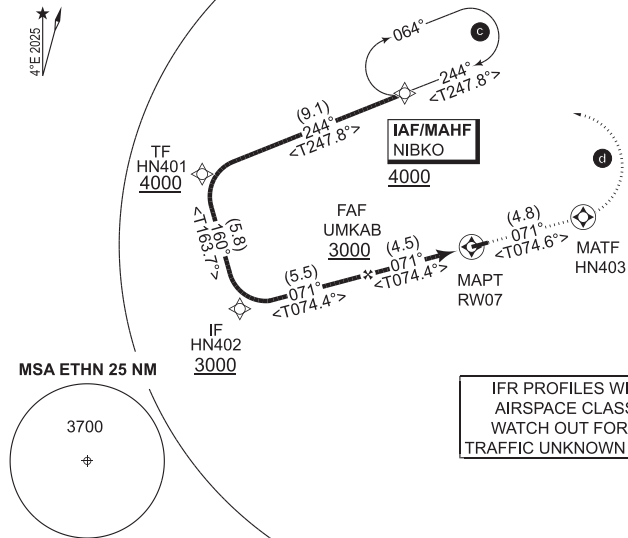 4°E 2025
064°
c
244°
<T247.8°>
(9.1)
244°
<T247.8°>
IAF/MAHF
NIBKO
4000
TF
HN401
4000
(5.8)
160°
<T163.7°>
FAF
UMKAB
3000
(4.5)
071°
<T074.4°>
(4.8)
071°
<T074.6°>
d
MATF
HN403
MAPT
RW07
(5.5)
071°
<T074.4°>
IF
HN402
3000
MSA ETHN 25 NM
3700
IFR PROFILES
AIRSPACE CLASS
WATCH OUT FOR
TRAFFIC UNKNOWN